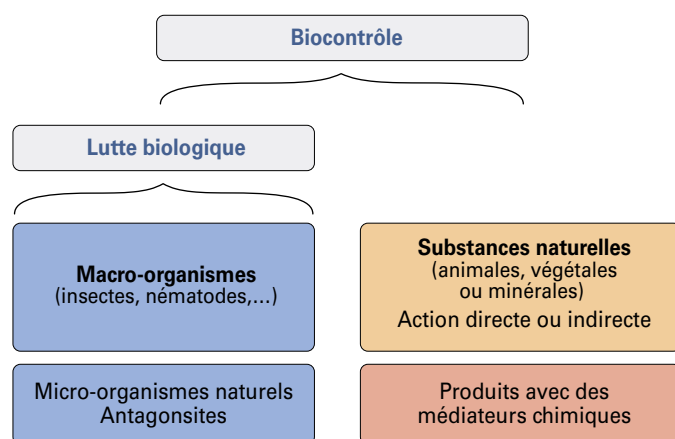 Biocontrôle
Lutte biologique
Macro-organismes
(insectes, nématodes,...)
Substances naturelles
(animales, végétales
ou minérales)
Action directe ou indirecte
Micro-organismes naturels
Antagonsites
Produits avec des
médiateurs chimiques